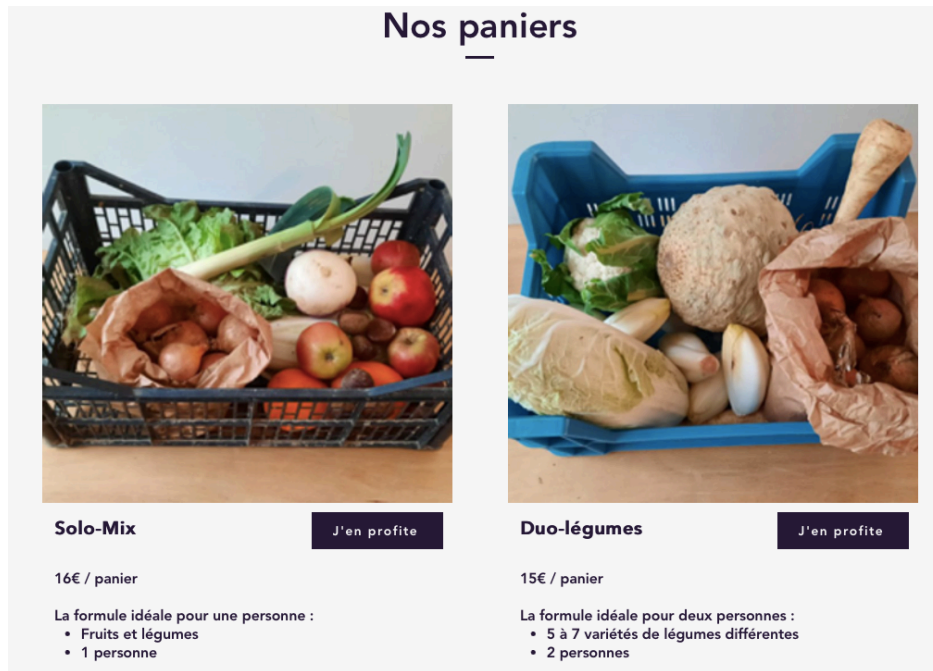 Nos paniers
Solo-Mix
J'en profite
16€ / panier
La formule idéale pour une personne :
• Fruits et légumes
• 1 personne
Duo-légumes
J'en profite
15€ / panier
La formule idéale pour deux personnes :
• 5 à 7 variétés de légumes différentes
• 2 personnes